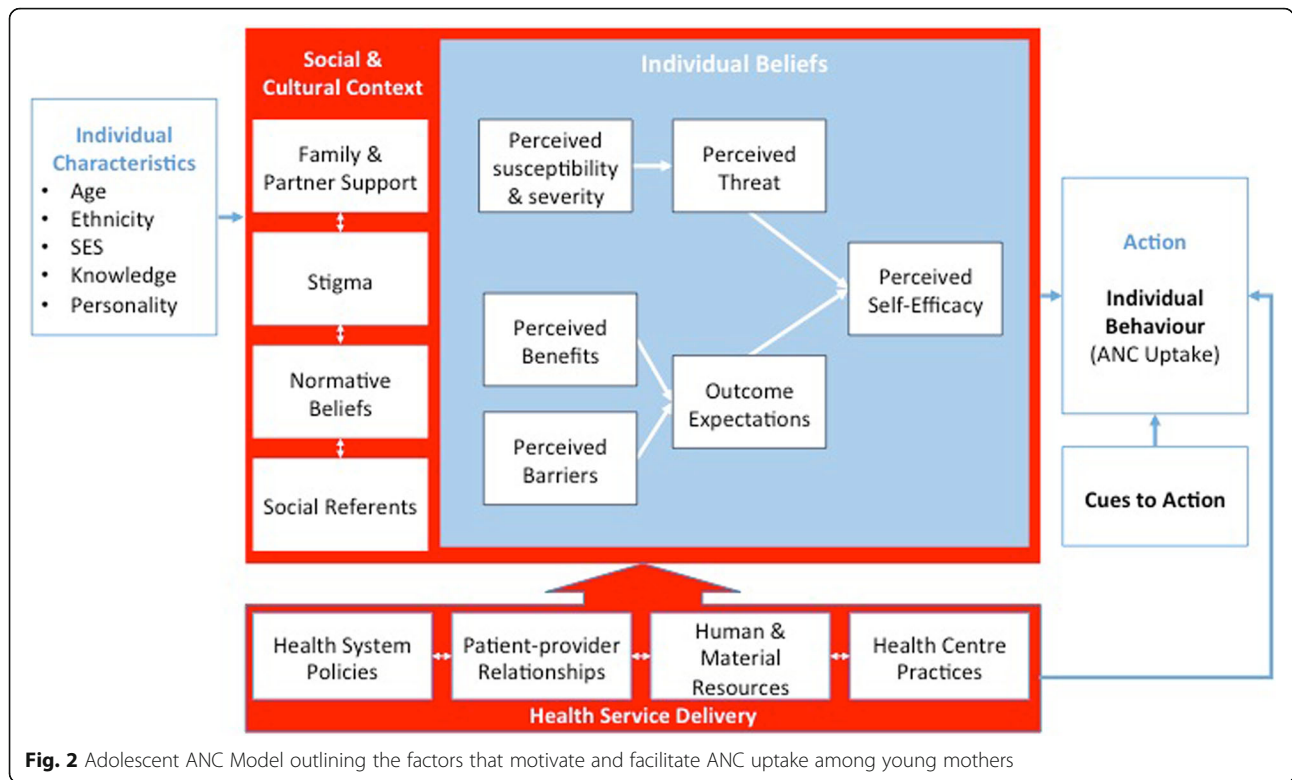 Individual
Characteristics
• Age
• Ethnicity
• SES
• Knowledge
• Personality
Social &
Cultural Context
Family &
Partner Support
Stigma
Normative
Beliefs
Social Referents
Individual Beliefs
Perceived
susceptibility
& severity
Perceived
Threat
Perceived
Benefits
Perceived
Barriers
Outcome
Expectations
Perceived
Self-Efficacy
Action
Individual
Behaviour
(ANC Uptake)
Cues to Action
Health System
Policies
Patient-provider
Relationships
Human &
Material
Resources
Health Centre
Practices
Health Service Delivery
Fig. 2 Adolescent ANC Model outlining the factors that motivate and facilitate ANC uptake among young mothers